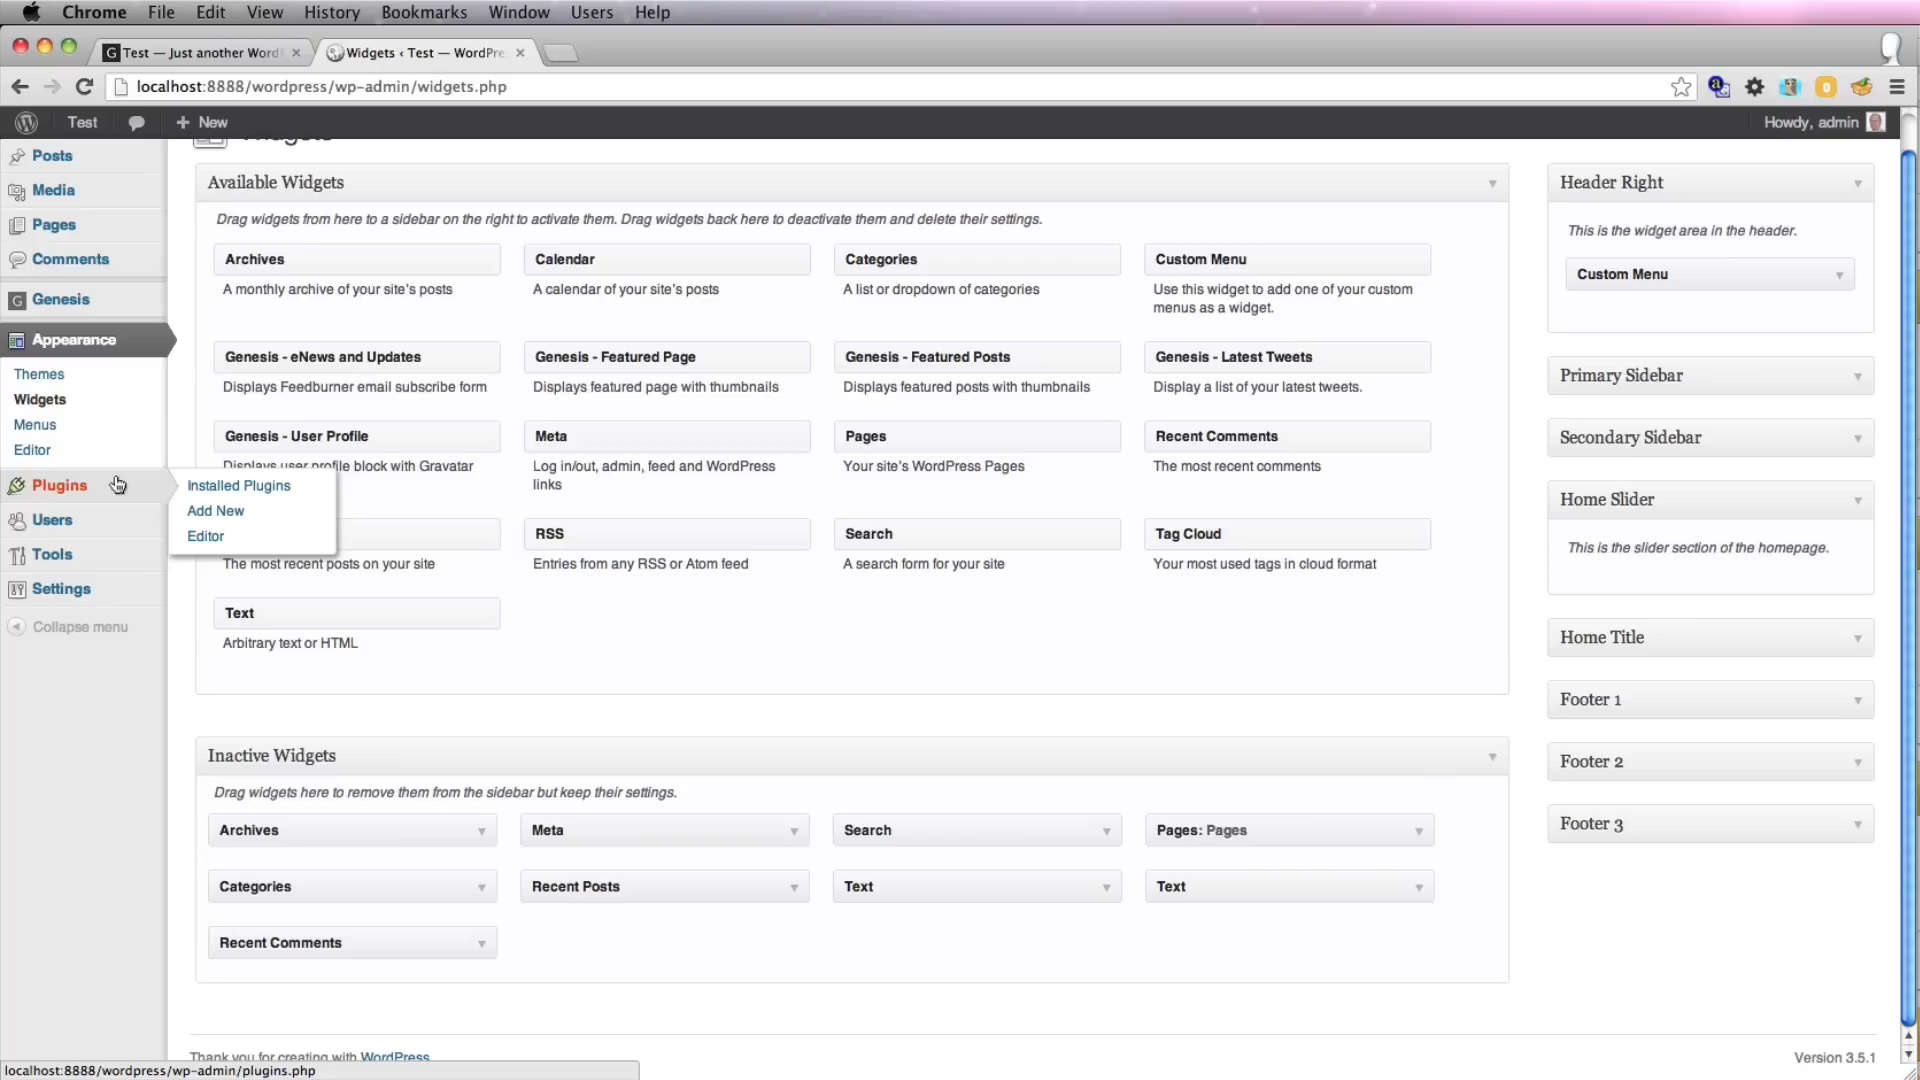 Chrome File Edit View History Bookmarks Window Users Help
Test — Just another Word
Widgets ‹ Test — WordPre
localhost:8888/wordpress/wp-admin/widgets.php
Test
New
Howdy, admin
Posts
Media
Pages
Comments
Genesis
Appearance
Themes
Widgets
Menus
Editor
Plugins
Installed Plugins
Add New
Editor
Users
Tools
Settings
Collapse menu
Widgets
Available Widgets
Drag widgets from here to a sidebar on the right to activate them. Drag widgets back here to deactivate them and delete their settings.
Archives
A monthly archive of your site's posts
Calendar
A calendar of your site's posts
Categories
A list or dropdown of categories
Custom Menu
Use this widget to add one of your custom
menus as a widget.
Genesis - eNews and Updates
Displays Feedburner email subscribe form
Genesis - Featured Page
Displays featured page with thumbnails
Genesis - Featured Posts
Displays featured posts with thumbnails
Genesis - Latest Tweets
Display a list of your latest tweets.
Genesis - User Profile
Displays user profile block with Gravatar
Meta
Log in/out, admin, feed and WordPress
links
Pages
Your site's WordPress Pages
Recent Comments
The most recent comments
The most recent posts on your site
RSS
Entries from any RSS or Atom feed
Search
A search form for your site
Tag Cloud
Your most used tags in cloud format
Text
Arbitrary text or HTML
Inactive Widgets
Drag widgets here to remove them from the sidebar but keep their settings.
Archives
Meta
Search
Pages: Pages
Categories
Recent Posts
Text
Text
Recent Comments
Header Right
This is the widget area in the header.
Custom Menu
Primary Sidebar
Secondary Sidebar
Home Slider
This is the slider section of the homepage.
Home Title
Footer 1
Footer 2
Footer 3
Thank you for creating with WordPress
Version 3.5.1
localhost:8888/wordpress/wp-admin/plugins.php